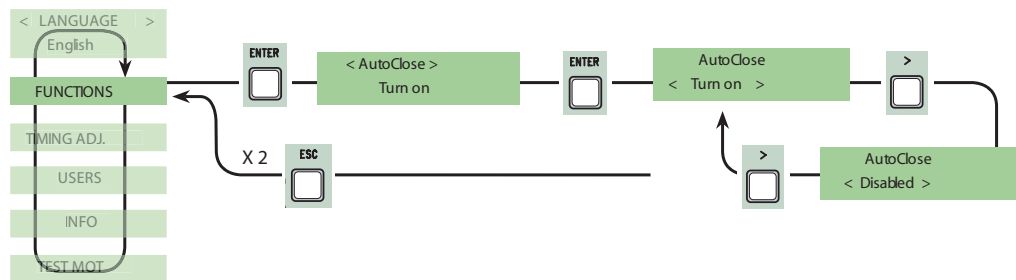 < LANGUAGE >
English
FUNCTIONS
TIMING ADJ.
USERS
INFO
TEST MOT
ENTER
< AutoClose >
Turn on
ENTER
AutoClose
< Turn on >
>
AutoClose
< Disabled >
>
X 2
ESC